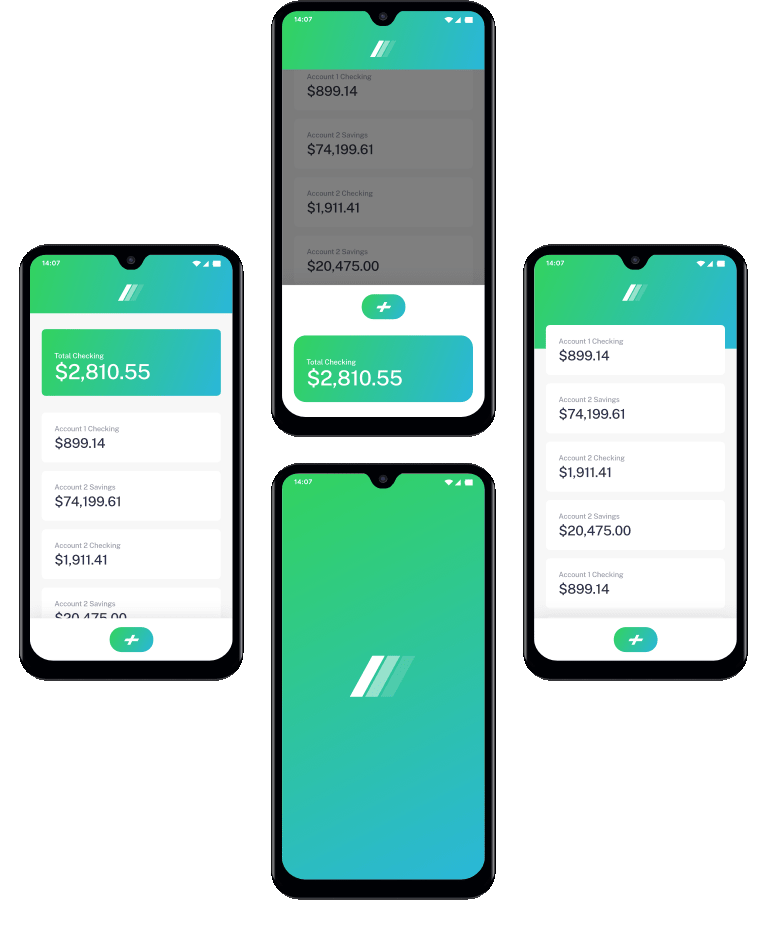 14:07
Account 1 Checking
$899.14
Account 2 Savings
$74,199.61
Account 2 Checking
$1,911.41
Account 2 Savings
$20,475.00
Total Checking
$2,810.55
14:07
Total Checking
$2,810.55
Account 1 Checking
$899.14
Account 2 Savings
$74,199.61
Account 2 Checking
$1,911.41
Account 2 Savings
$20,475.00
14:07
Account 1 Checking
$899.14
Account 2 Savings
$74,199.61
Account 2 Checking
$1,911.41
Account 2 Savings
$20,475.00
Account 1 Checking
$899.14
14:07